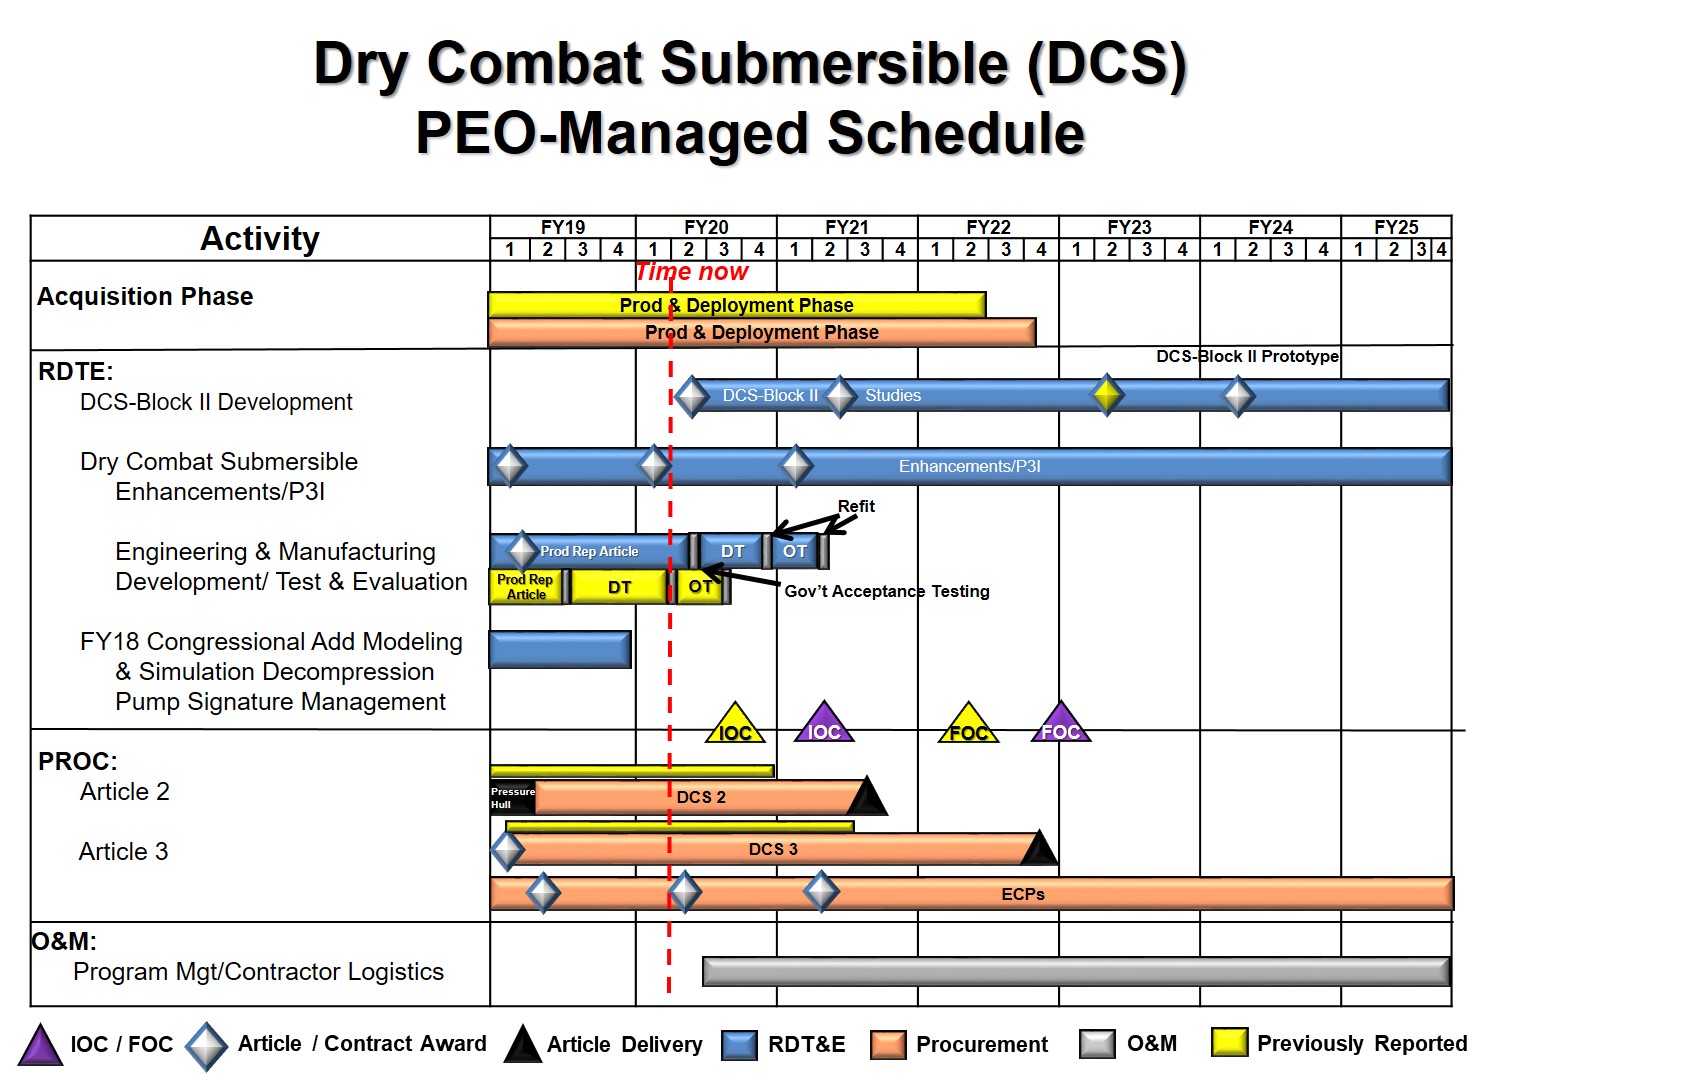 Dry Combat Submersible (DCS)
PEO-Managed Schedule
Activity
FY19 FY20 FY21 FY22 FY23 FY24 FY25
1 2 3 4 1 2 3 4 1 2 3 4 1 2 3 4 1 2 3 4 1 2 3 4 1 2 3 4
Time now
Acquisition Phase
Prod & Deployment Phase
Prod & Deployment Phase
RDTE:
DCS-Block II Prototype
DCS-Block II Development
DCS-Block II Studies
Dry Combat Submersible
Enhancements/P3I
Enhancements/P3I
Refit
Engineering & Manufacturing
Development/ Test & Evaluation
Prod Rep Article DT OT
Prod Rep
Article
DT OT
Gov't Acceptance Testing
FY18 Congressional Add Modeling
& Simulation Decompression
Pump Signature Management
IOC IOC FOC FOC
PROC:
Article 2
Pressure
Hull
DCS 2
Article 3
DCS 3
ECPs
O&M:
Program Mgt/Contractor Logistics
IOC / FOC Article / Contract Award Article Delivery RDT&E Procurement O&M Previously Reported